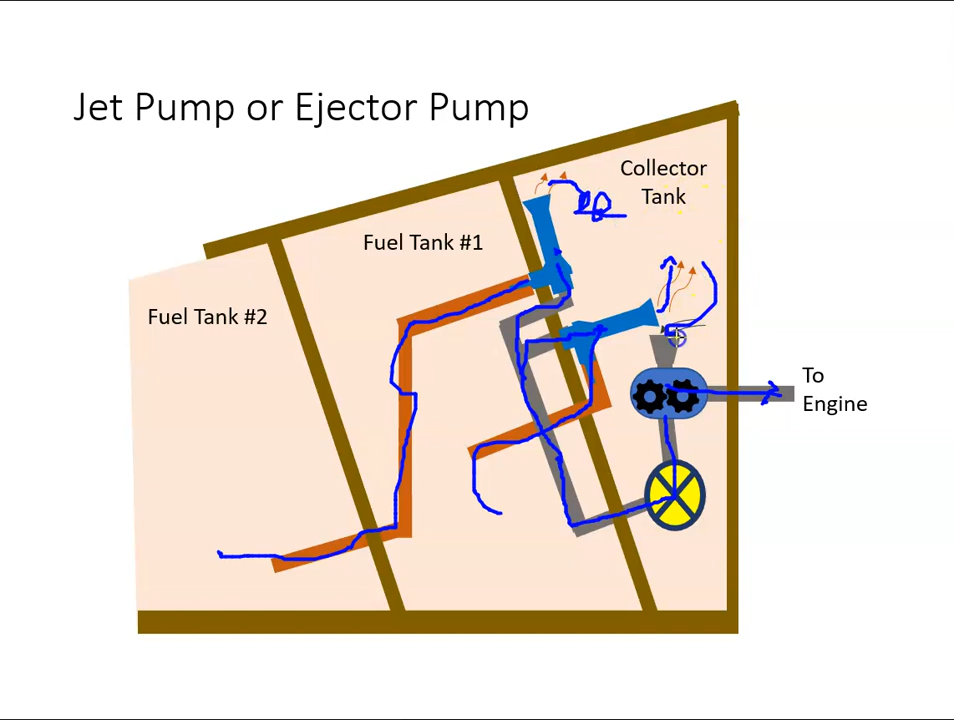 Jet Pump or Ejector Pump
Collector
Tank
Fuel Tank #1
Fuel Tank #2
To
Engine